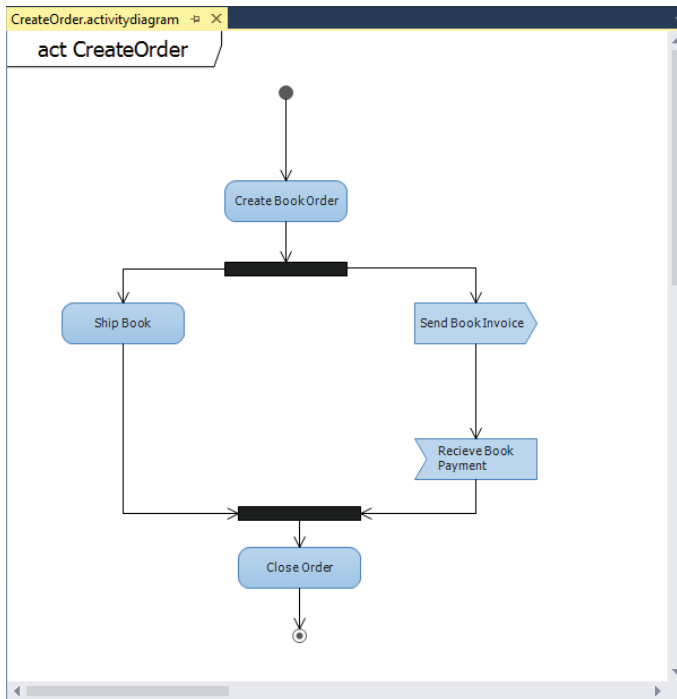 CreateOrder.activitydiagram
act CreateOrder
Create Book Order
Ship Book
Send Book Invoice
Recieve Book
Payment
Close Order